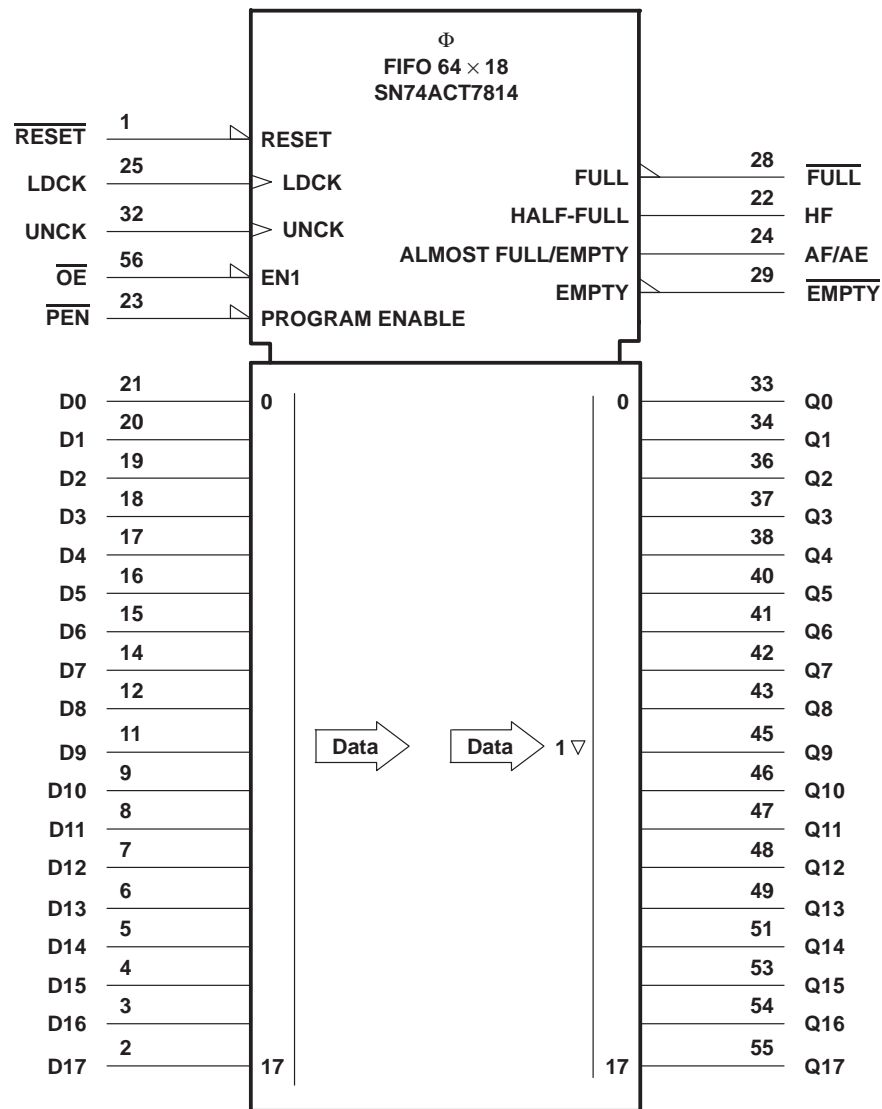 Φ
FIFO 64 × 18
SN74ACT7814
RESET 1 RESET
LDCK 25 LDCK
UNCK 32 UNCK
OE 56 EN1
PEN 23 PROGRAM ENABLE
FULL 28 FULL
HALF-FULL 22 HF
ALMOST FULL/EMPTY 24 AF/AE
EMPTY 29 EMPTY
D0 21 0 0 33 Q0
D1 20 34 Q1
D2 19 36 Q2
D3 18 37 Q3
D4 17 38 Q4
D5 16 40 Q5
D6 15 41 Q6
D7 14 42 Q7
D8 12 43 Q8
D9 11 Data Data 1 ▽ 45 Q9
D10 9 46 Q10
D11 8 47 Q11
D12 7 48 Q12
D13 6 49 Q13
D14 5 51 Q14
D15 4 53 Q15
D16 3 54 Q16
D17 2 17 17 55 Q17